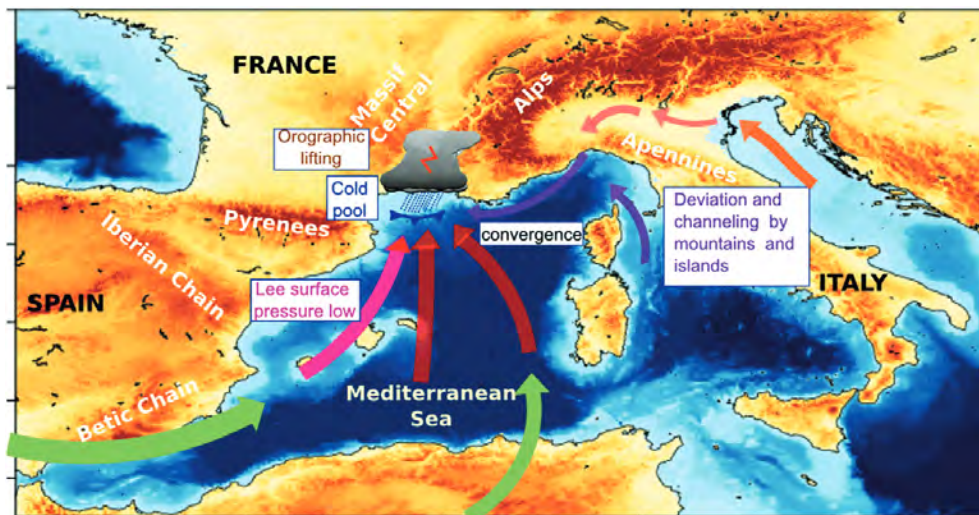 FRANCE
Massif
Central
Alps
Orographic
lifting
Apennines
Cold
pool
Pyrenees
convergence
Deviation and
channeling by
mountains and
islands
Iberian Chain
SPAIN
Lee surface
pressure low
ITALY
Mediterranean
Sea
Betic Chain